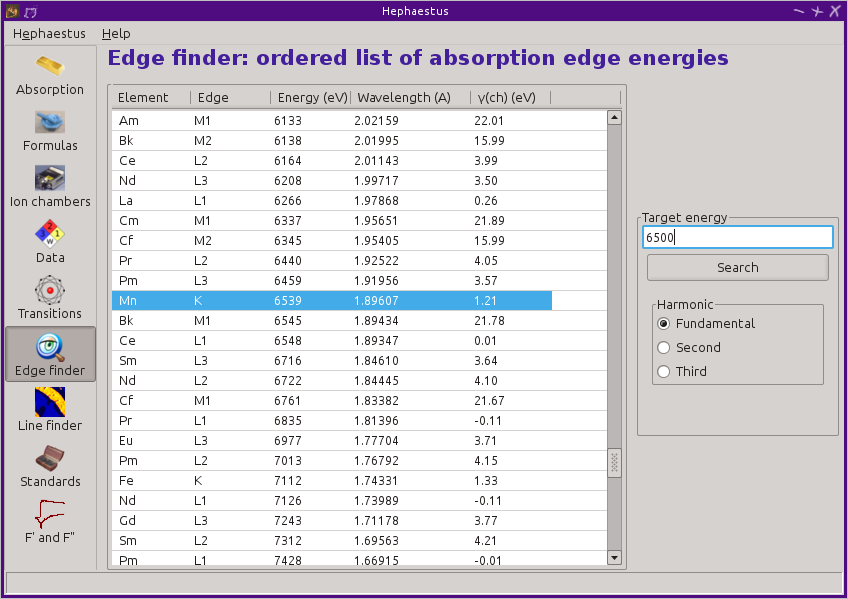 Hephaestus
Hephaestus Help
Absorption
Formulas
Ion chambers
Data
Transitions
Edge finder
Line finder
Standards
F' and F"
Edge finder: ordered list of absorption edge energies
Element Edge Energy (eV) Wavelength (A) γ(ch) (eV)
Am M1 6133 2.02159 22.01
Bk M2 6138 2.01995 15.99
Ce L2 6164 2.01143 3.99
Nd L3 6208 1.99717 3.50
La L1 6266 1.97868 0.26
Cm M1 6337 1.95651 21.89
Cf M2 6345 1.95405 15.99
Pr L2 6440 1.92522 4.05
Pm L3 6459 1.91956 3.57
Mn K 6539 1.89607 1.21
Bk M1 6545 1.89434 21.78
Ce L1 6548 1.89347 0.01
Sm L3 6716 1.84610 3.64
Nd L2 6722 1.84445 4.10
Cf M1 6761 1.83382 21.67
Pr L1 6835 1.81396 -0.11
Eu L3 6977 1.77704 3.71
Pm L2 7013 1.76792 4.15
Fe K 7112 1.74331 1.33
Nd L1 7126 1.73989 -0.11
Gd L3 7243 1.71178 3.77
Sm L2 7312 1.69563 4.21
Pm L1 7428 1.66915 -0.01
Target energy
6500
Search
Harmonic
Fundamental
Second
Third
2
3
1
W